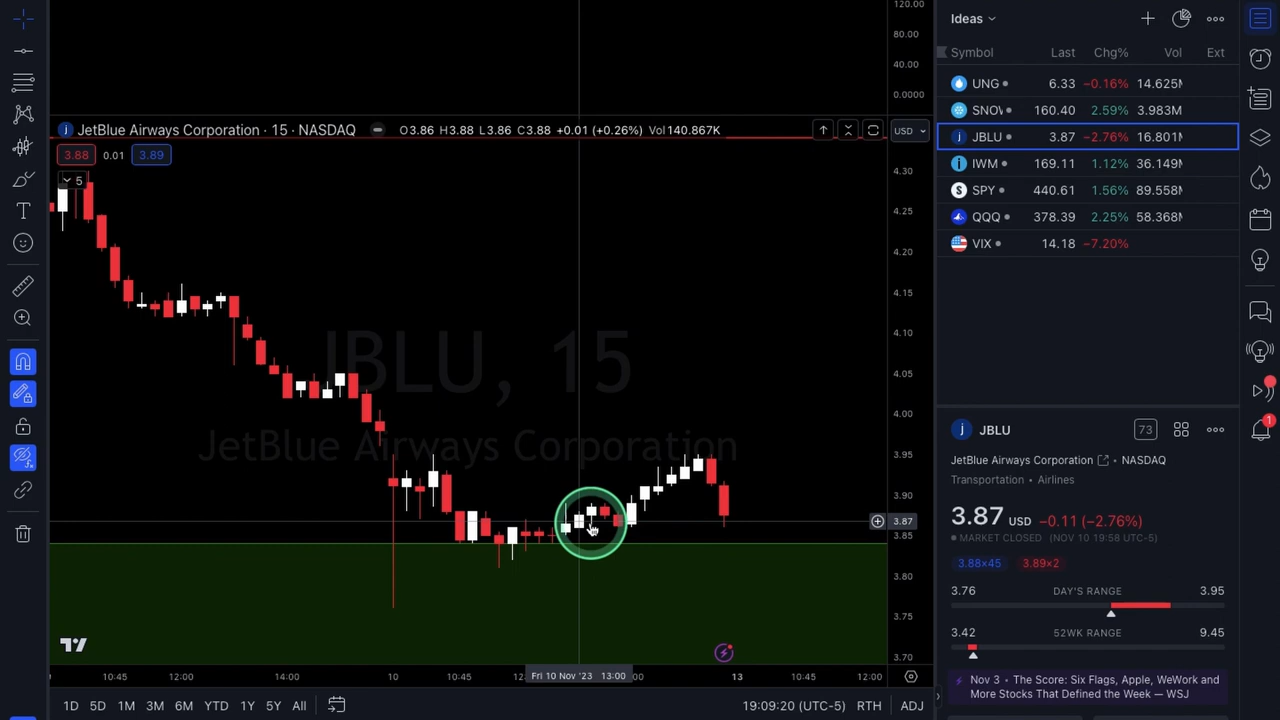 120.00
80.00
40.00
0.0000
JetBlue Airways Corporation · 15 · NASDAQ
O3.86 H3.88 L3.86 C3.88 +0.01 (+0.26%) Vol140.867K
USD
3.88 0.01 3.89
5
4.30
4.25
4.20
4.15
4.10
4.05
4.00
3.95
3.90
3.87
3.85
3.80
3.75
3.70
JBLU, 15
JetBlue Airways Corporation
10:45 12:00 14:00 10 10:45 Fri 10 Nov '23 13:00 13 10:45 12:00
1D 5D 1M 3M 6M YTD 1Y 5Y All 19:09:20 (UTC-5) RTH ADJ
Ideas
Symbol Last Chg% Vol Ext
UNG 6.33 −0.16% 14.625M
SNOW 160.40 2.59% 3.983M
JBLU 3.87 −2.76% 16.801M
IWM 169.11 1.12% 36.149M
SPY 440.61 1.56% 89.558M
QQQ 378.39 2.25% 58.368M
VIX 14.18 −7.20%
JBLU
73
JetBlue Airways Corporation • NASDAQ
Transportation • Airlines
3.87 USD −0.11 (−2.76%)
MARKET CLOSED (NOV 10 19:58 UTC-5)
3.88×45 3.89×2
3.76 DAY'S RANGE 3.95
3.42 52WK RANGE 9.45
Nov 3 • The Score: Six Flags, Apple, WeWork and
More Stocks That Defined the Week — WSJ
1